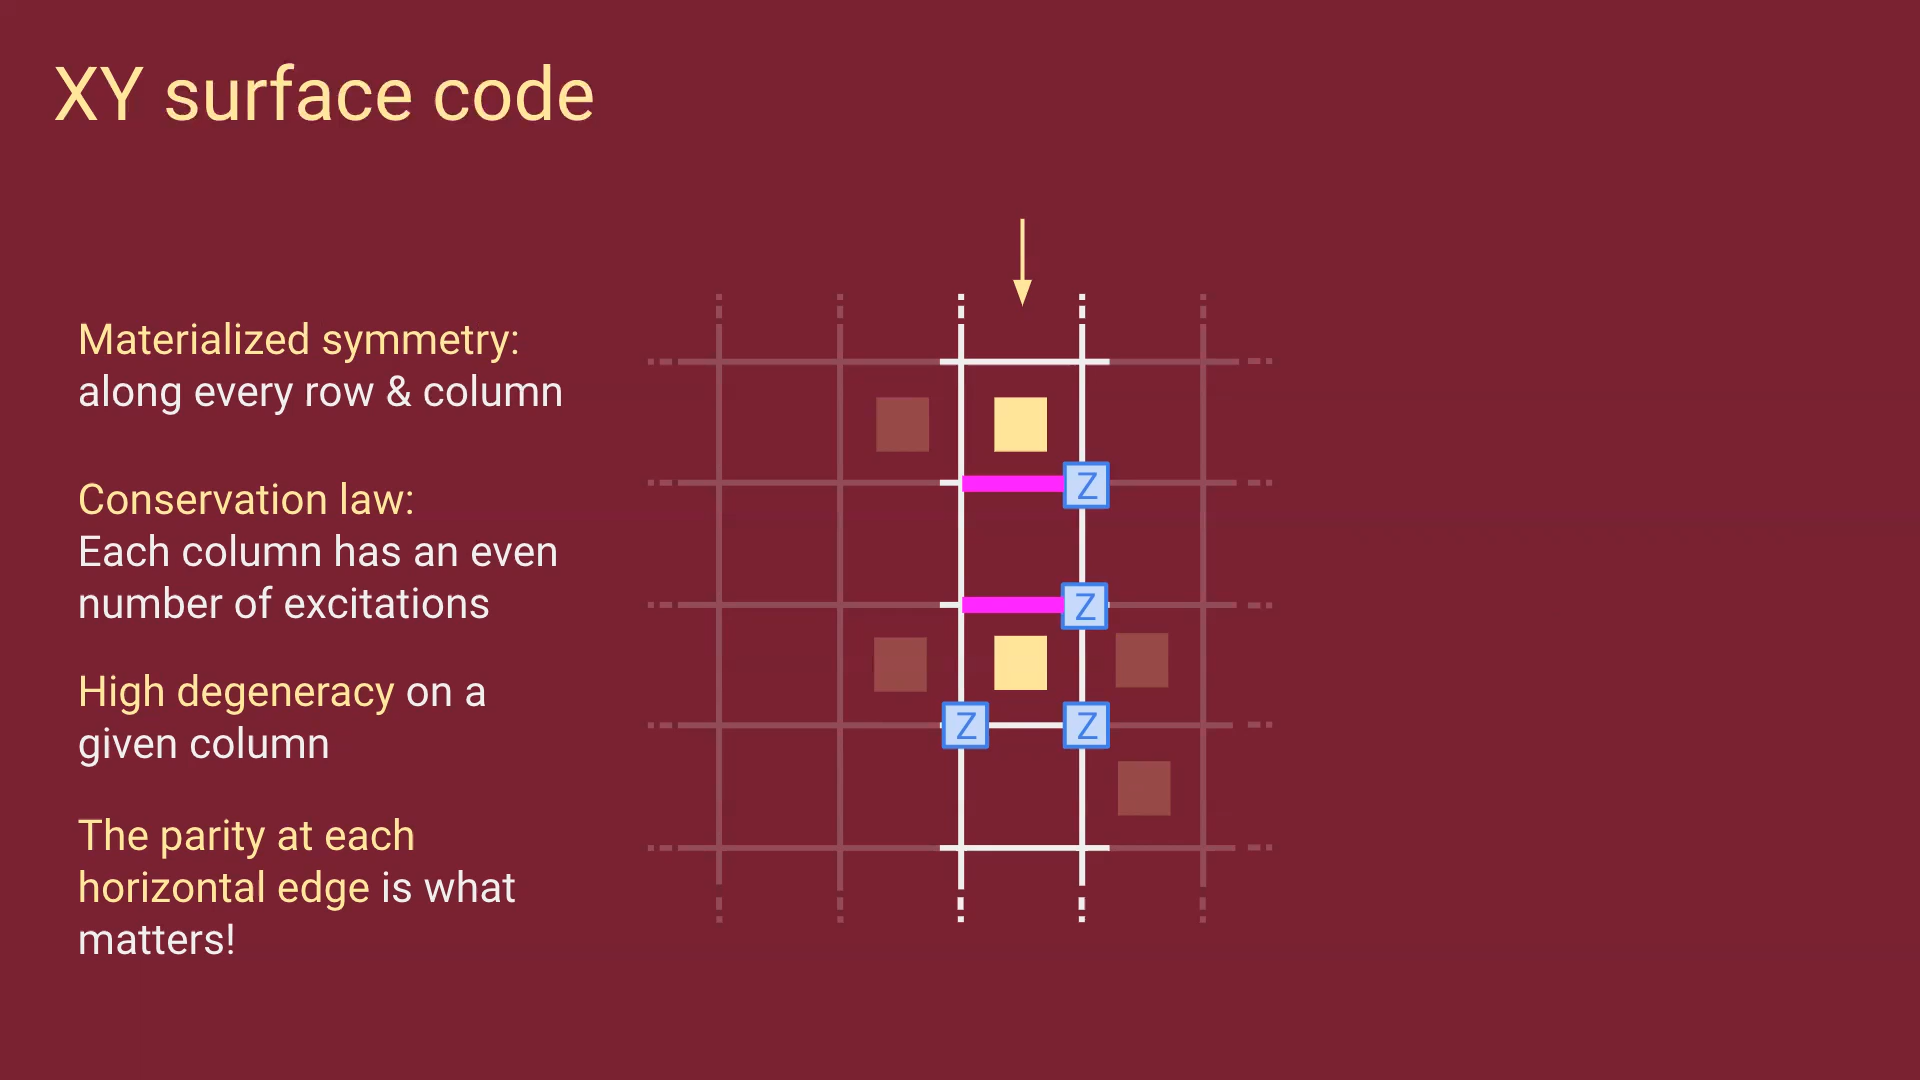 XY surface code
Materialized symmetry:
along every row & column
Conservation law:
Each column has an even
number of excitations
High degeneracy on a
given column
The parity at each
horizontal edge is what
matters!
Z
Z
Z Z